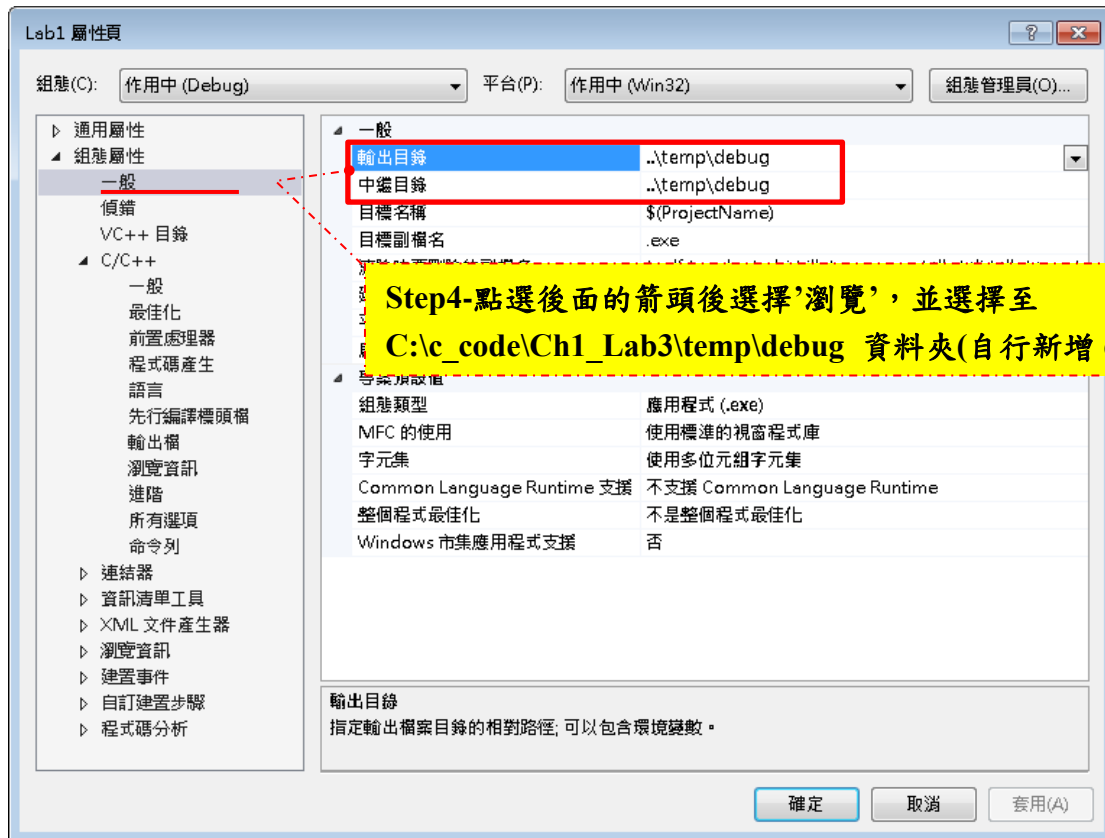 Lab1 屬性頁
組態(C): 作用中 (Debug) 平台(P): 作用中 (Win32) 組態管理員(O)...
通用屬性
組態屬性
一般
偵錯
VC++ 目錄
C/C++
一般
最佳化
前置處理器
程式碼產生
語言
先行編譯標頭檔
輸出檔
瀏覽資訊
進階
所有選項
命令列
連結器
資訊清單工具
XML 文件產生器
瀏覽資訊
建置事件
自訂建置步驟
程式碼分析
一般
輸出目錄 ..\temp\debug
中繼目錄 ..\temp\debug
目標名稱 $(ProjectName)
目標副檔名 .exe
Step4-點選後面的箭頭後選擇’瀏覽’，並選擇至
C:\c_code\Ch1_Lab3\temp\debug 資料夾(自行新增
專案預設值
組態類型 應用程式 (.exe)
MFC 的使用 使用標準的視窗程式庫
字元集 使用多位元組字元集
Common Language Runtime 支援 不支援 Common Language Runtime
整個程式最佳化 不是整個程式最佳化
Windows 市集應用程式支援 否
輸出目錄
指定輸出檔案目錄的相對路徑; 可以包含環境變數。
確定 取消 套用(A)